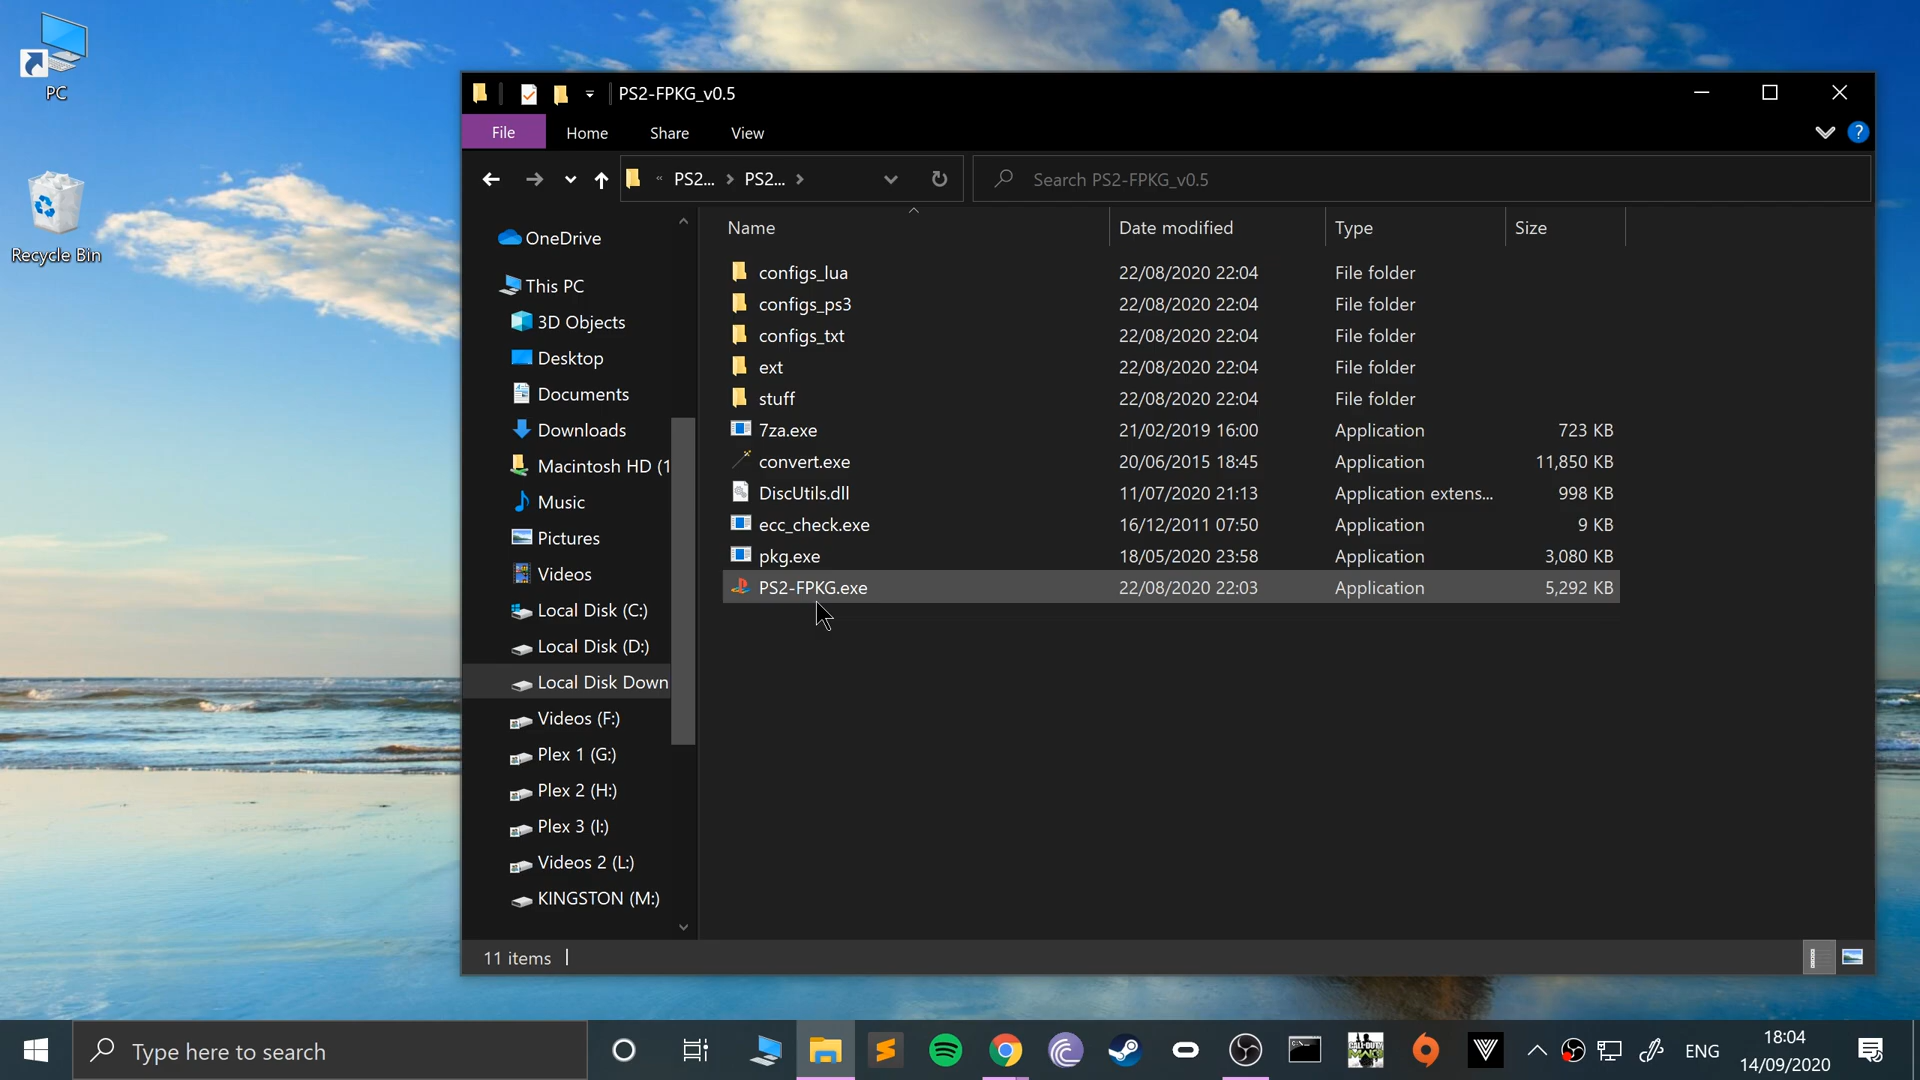 PC
Recycle Bin
PS2-FPKG_v0.5
File Home Share View
« PS2... > PS2... >
Search PS2-FPKG_v0.5
OneDrive
This PC
3D Objects
Desktop
Documents
Downloads
Macintosh HD (1
Music
Pictures
Videos
Local Disk (C:)
Local Disk (D:)
Local Disk Down
Videos (F:)
Plex 1 (G:)
Plex 2 (H:)
Plex 3 (I:)
Videos 2 (L:)
KINGSTON (M:)
Name Date modified Type Size
configs_lua 22/08/2020 22:04 File folder
configs_ps3 22/08/2020 22:04 File folder
configs_txt 22/08/2020 22:04 File folder
ext 22/08/2020 22:04 File folder
stuff 22/08/2020 22:04 File folder
7za.exe 21/02/2019 16:00 Application 723 KB
convert.exe 20/06/2015 18:45 Application 11,850 KB
DiscUtils.dll 11/07/2020 21:13 Application extens... 998 KB
ecc_check.exe 16/12/2011 07:50 Application 9 KB
pkg.exe 18/05/2020 23:58 Application 3,080 KB
PS2-FPKG.exe 22/08/2020 22:03 Application 5,292 KB
11 items
Type here to search
ENG
18:04
14/09/2020